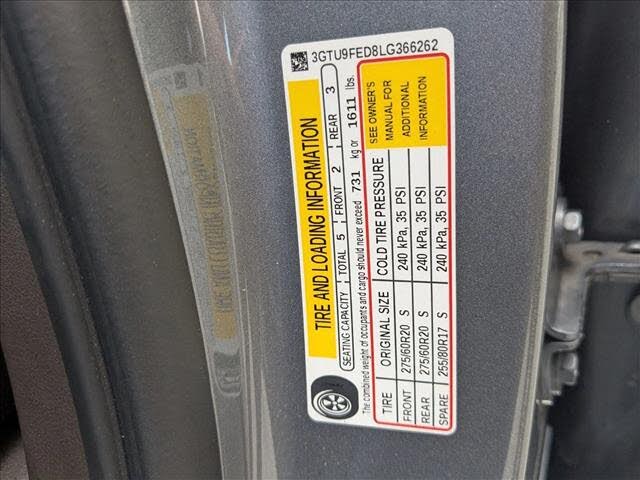 3GTU9FED8LG366262
TIRE AND LOADING INFORMATION
SEATING CAPACITY TOTAL 5 FRONT 2 REAR 3
The combined weight of occupants and cargo should never exceed 731 kg or 1611 lbs.
TIRE ORIGINAL SIZE COLD TIRE PRESSURE
FRONT 275/60R20 S 240 kPa, 35 PSI
REAR 275/60R20 S 240 kPa, 35 PSI
SPARE 255/80R17 S 240 kPa, 35 PSI
SEE OWNER'S
MANUAL FOR
ADDITIONAL
INFORMATION